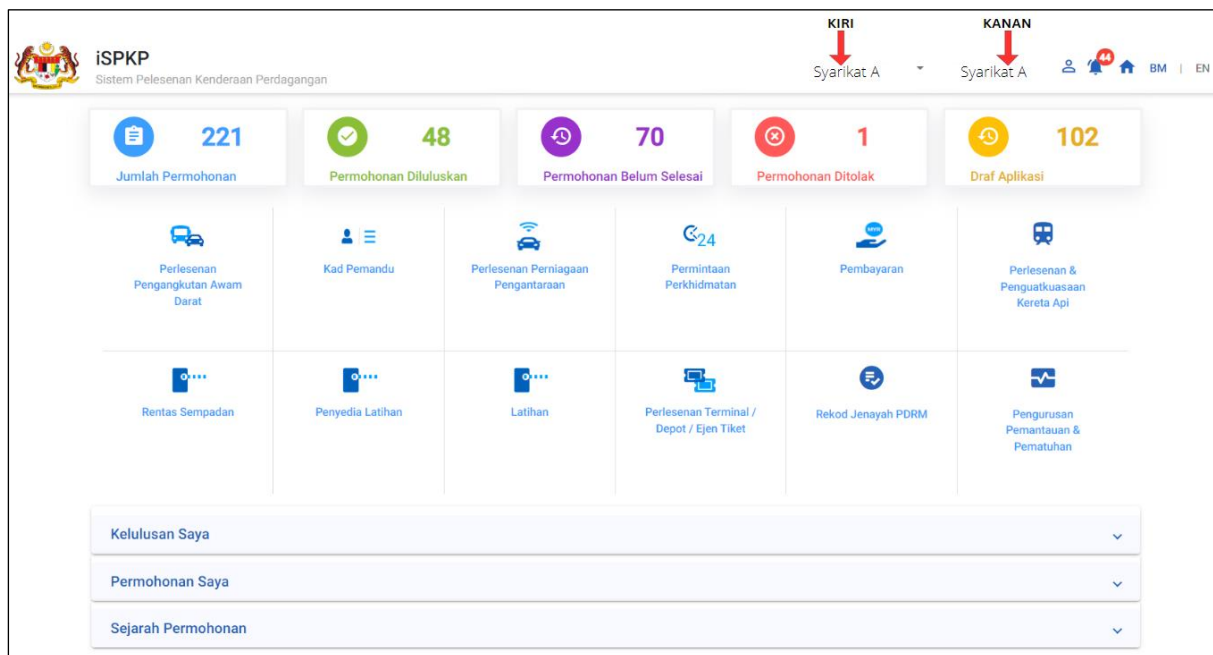 KIRI
KANAN
iSPKP
Sistem Pelesenan Kenderaan Perdagangan
Syarikat A
Syarikat A
44
BM | EN
221
Jumlah Permohonan
48
Permohonan Diluluskan
70
Permohonan Belum Selesai
1
Permohonan Ditolak
102
Draf Aplikasi
Perlesenan
Pengangkutan Awam
Darat
Kad Pemandu
Perlesenan Perniagaan
Pengantaraan
24
Permintaan
Perkhidmatan
MYR
Pembayaran
Perlesenan &
Penguatkuasaan
Kereta Api
Rentas Sempadan
Penyedia Latihan
Latihan
Perlesenan Terminal /
Depot / Ejen Tiket
Rekod Jenayah PDRM
Pengurusan
Pemantauan &
Pematuhan
Kelulusan Saya
Permohonan Saya
Sejarah Permohonan